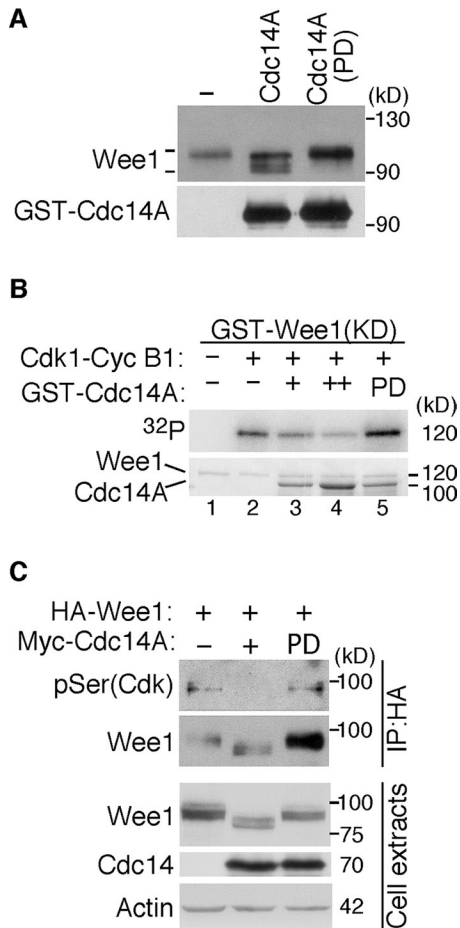 A
– Cdc14A Cdc14A (PD) (kD)
-130
Wee1
90
GST-Cdc14A
-90
B
GST-Wee1(KD)
Cdk1-Cyc B1: – + + + +
GST-Cdc14A: – – + ++ PD
(kD)
32P 120
Wee1 120
Cdc14A 100
1 2 3 4 5
C
HA-Wee1: + + +
Myc-Cdc14A: – + PD
(kD)
pSer(Cdk) 100
Wee1 100
IP:HA
Wee1 100
75
Cdc14 70
Actin 42
Cell extracts